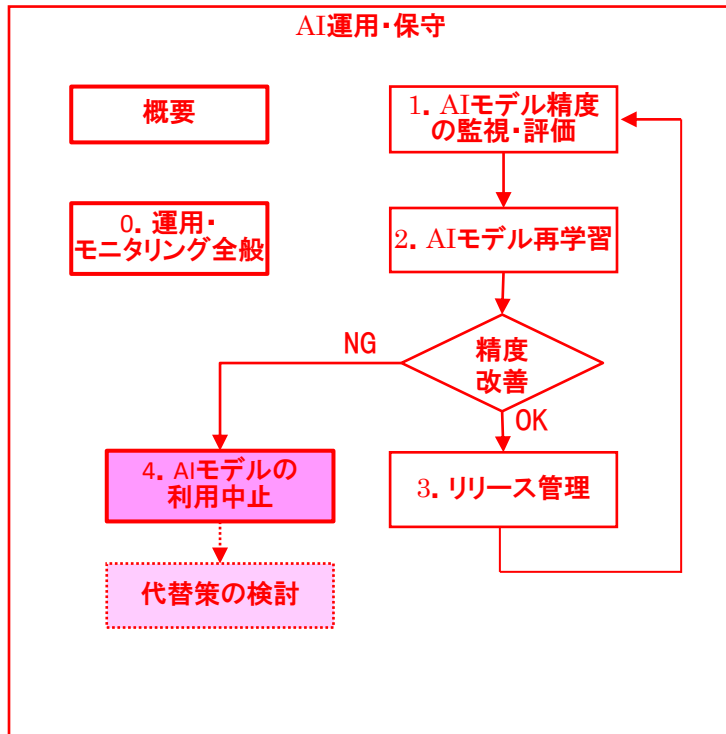 AI運用・保守
概要
0. 運用・
モニタリング全般
1. AIモデル精度
の監視・評価
2. AIモデル再学習
精度
改善
NG
OK
3. リリース管理
4. AIモデルの
利用中止
代替策の検討